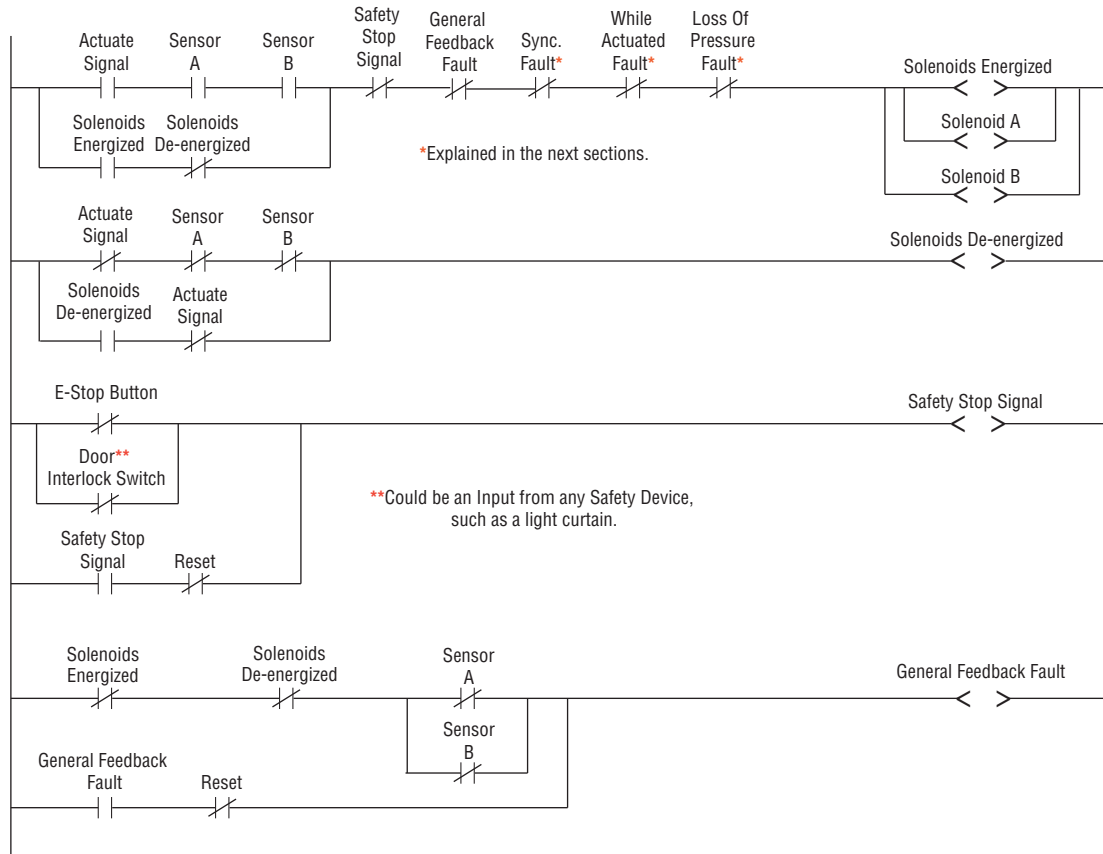 Actuate
Signal
Sensor
A
Sensor
B
Safety
Stop
Signal
General
Feedback
Fault
Sync.
Fault*
While
Actuated
Fault*
Loss Of
Pressure
Fault*
Solenoids Energized
Solenoid A
Solenoid B
Solenoids
Energized
Solenoids
De-energized
*Explained in the next sections.
Actuate
Signal
Sensor
A
Sensor
B
Solenoids De-energized
Solenoids
De-energized
Actuate
Signal
E-Stop Button
Safety Stop Signal
Door**
Interlock Switch
**Could be an Input from any Safety Device,
such as a light curtain.
Safety Stop
Signal
Reset
Solenoids
Energized
Solenoids
De-energized
Sensor
A
General Feedback Fault
Sensor
B
General Feedback
Fault
Reset